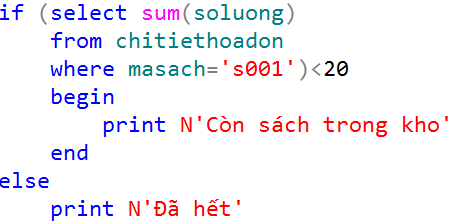 if (select sum(soluong)
from chitiethoadon
where masach='s001')<20
begin
print N'Còn sách trong kho'
end
else
print N'Đã hết'